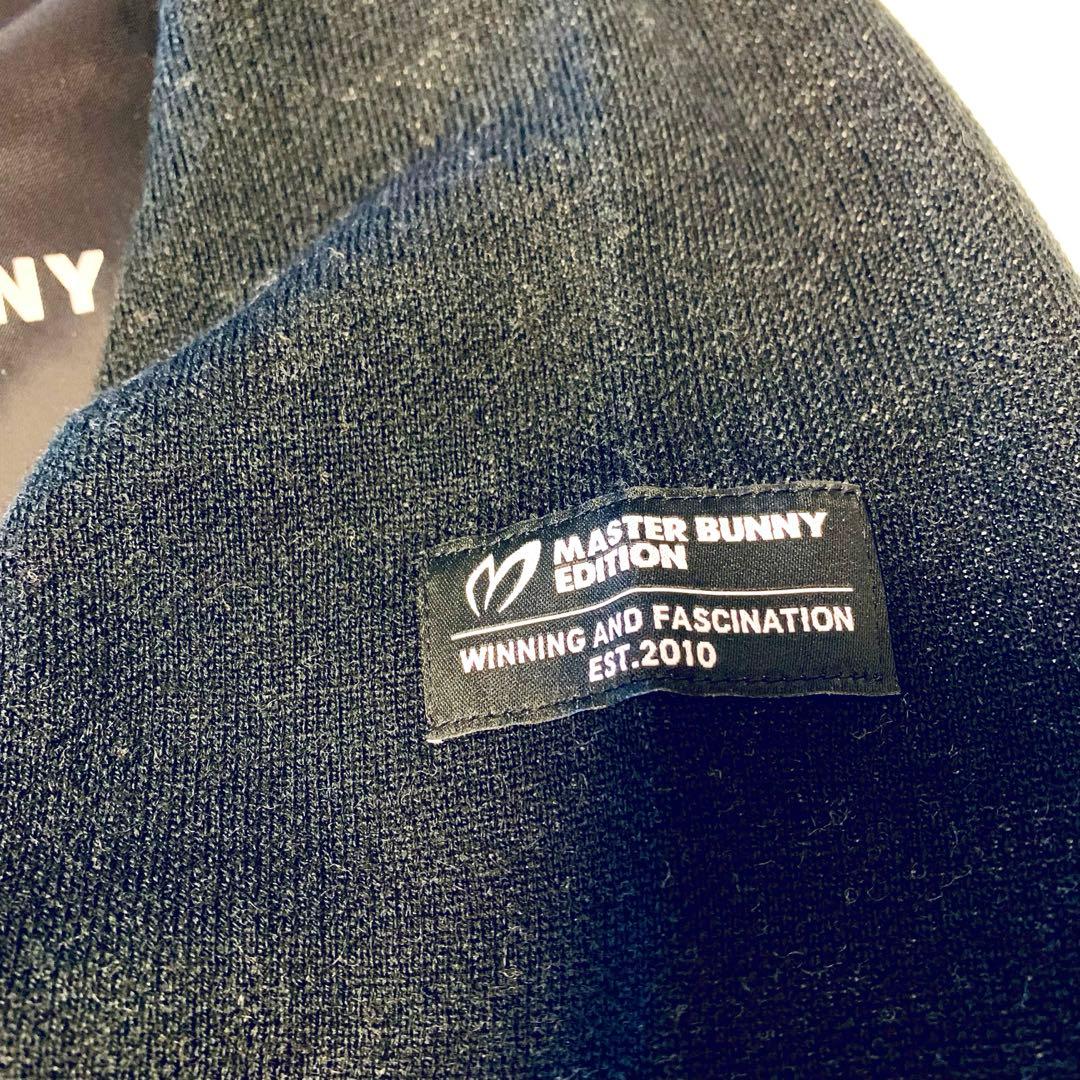 NY
MASTER BUNNY
EDITION
WINNING AND FASCINATION
EST.2010